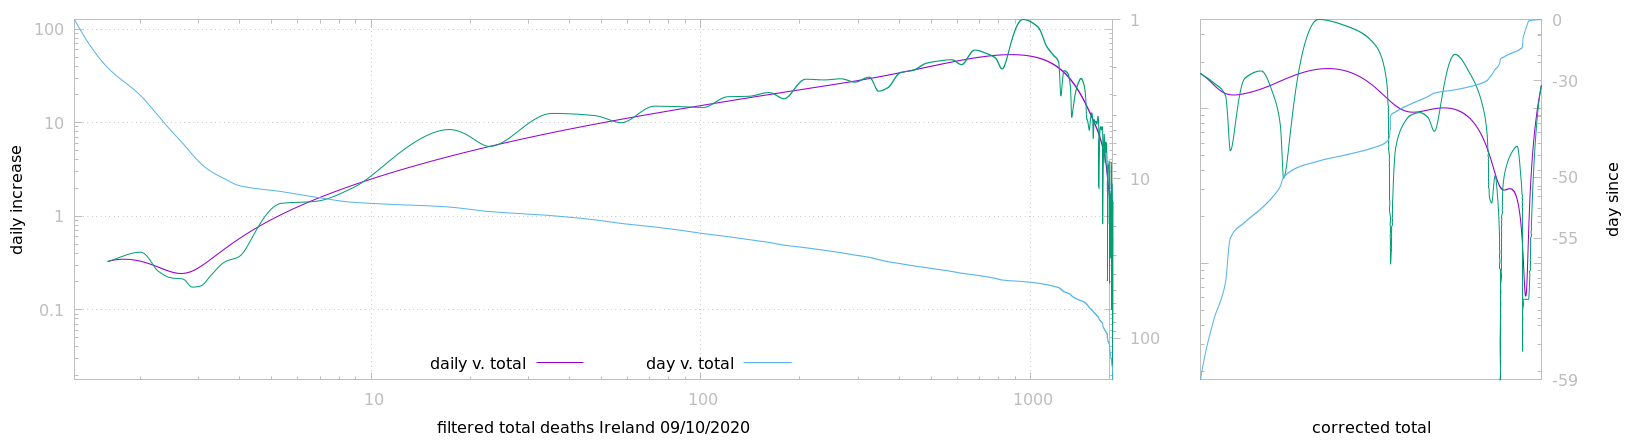 100
10
1
0.1
daily increase
1
10
100
daily v. total
day v. total
10
100
1000
filtered total deaths Ireland 09/10/2020
0
-30
-50
-55
-59
day since
corrected total